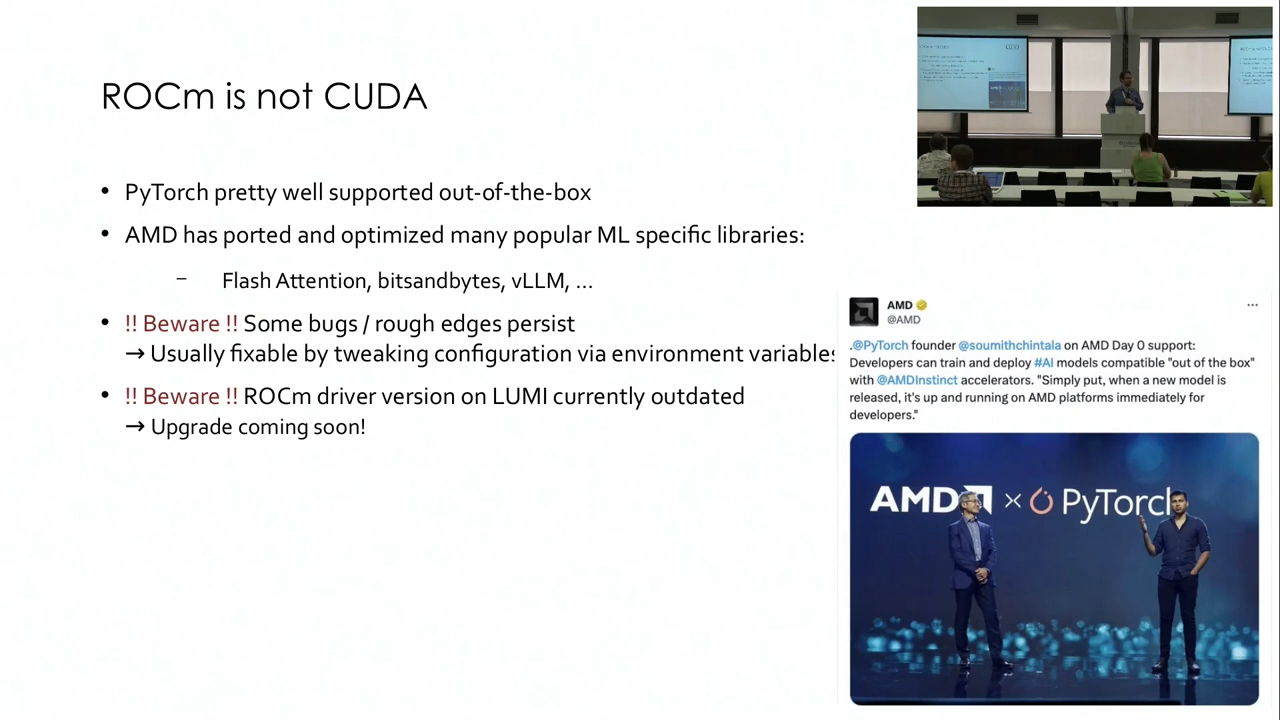 ROCm is not CUDA
• PyTorch pretty well supported out-of-the-box
• AMD has ported and optimized many popular ML specific libraries:
– Flash Attention, bitsandbytes, vLLM, ...
• !! Beware !! Some bugs / rough edges persist
→ Usually fixable by tweaking configuration via environment variables
• !! Beware !! ROCm driver version on LUMI currently outdated
→ Upgrade coming soon!
AMD
@AMD
.@PyTorch founder @soumithchintala on AMD Day 0 support:
Developers can train and deploy #AI models compatible "out of the box"
with @AMDInstinct accelerators. "Simply put, when a new model is
released, it's up and running on AMD platforms immediately for
developers."
AMD × PyTorch